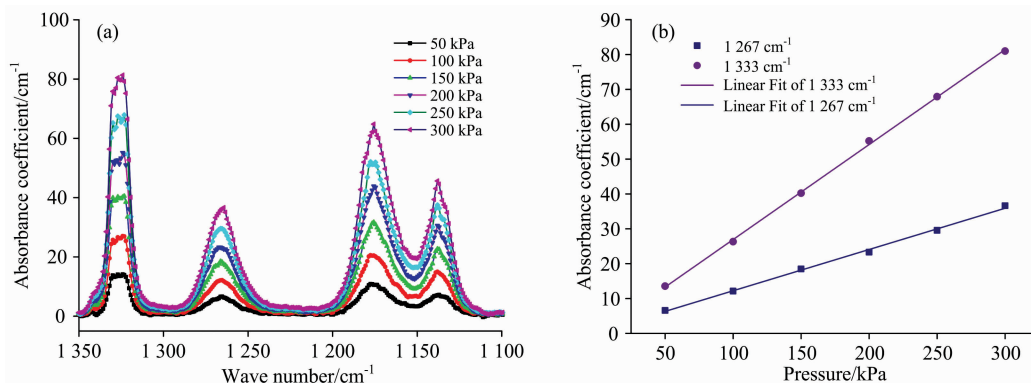 (a)
50 kPa
100 kPa
150 kPa
200 kPa
250 kPa
300 kPa
100
80
60
40
20
0
Absorbance coefficient/cm⁻¹
1 350
1 300
1 250
1 200
1 150
1 100
Wave number/cm⁻¹
(b)
1 267 cm⁻¹
1 333 cm⁻¹
Linear Fit of 1 333 cm⁻¹
Linear Fit of 1 267 cm⁻¹
90
80
70
60
50
40
30
20
10
0
Absorbance coefficient/cm⁻¹
50
100
150
200
250
300
Pressure/kPa